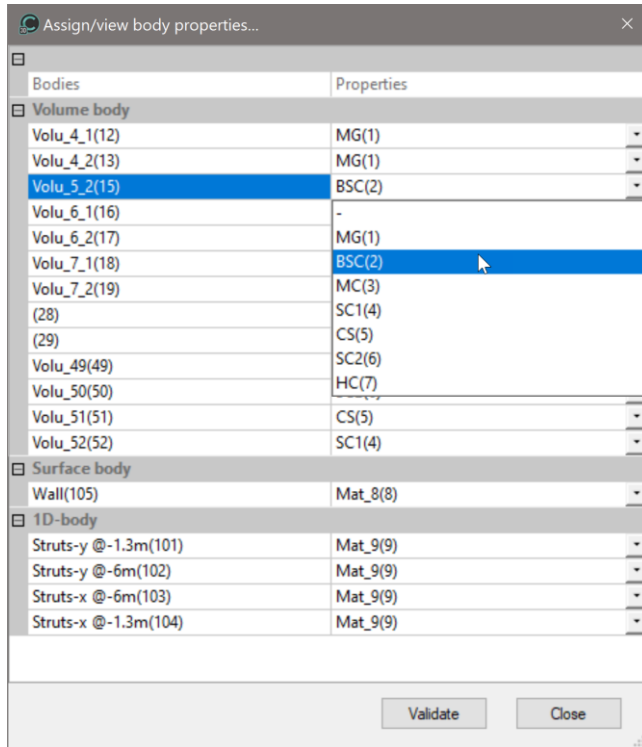 Assign/view body properties...
Bodies Properties
Volume body
Volu_4_1(12) MG(1)
Volu_4_2(13) MG(1)
Volu_5_2(15) BSC(2)
Volu_6_1(16) -
Volu_6_2(17) MG(1)
Volu_7_1(18) BSC(2)
Volu_7_2(19) MC(3)
(28) SC1(4)
(29) CS(5)
Volu_49(49) SC2(6)
Volu_50(50) HC(7)
Volu_51(51) CS(5)
Volu_52(52) SC1(4)
Surface body
Wall(105) Mat_8(8)
1D-body
Struts-y @-1.3m(101) Mat_9(9)
Struts-y @-6m(102) Mat_9(9)
Struts-x @-6m(103) Mat_9(9)
Struts-x @-1.3m(104) Mat_9(9)
Validate Close